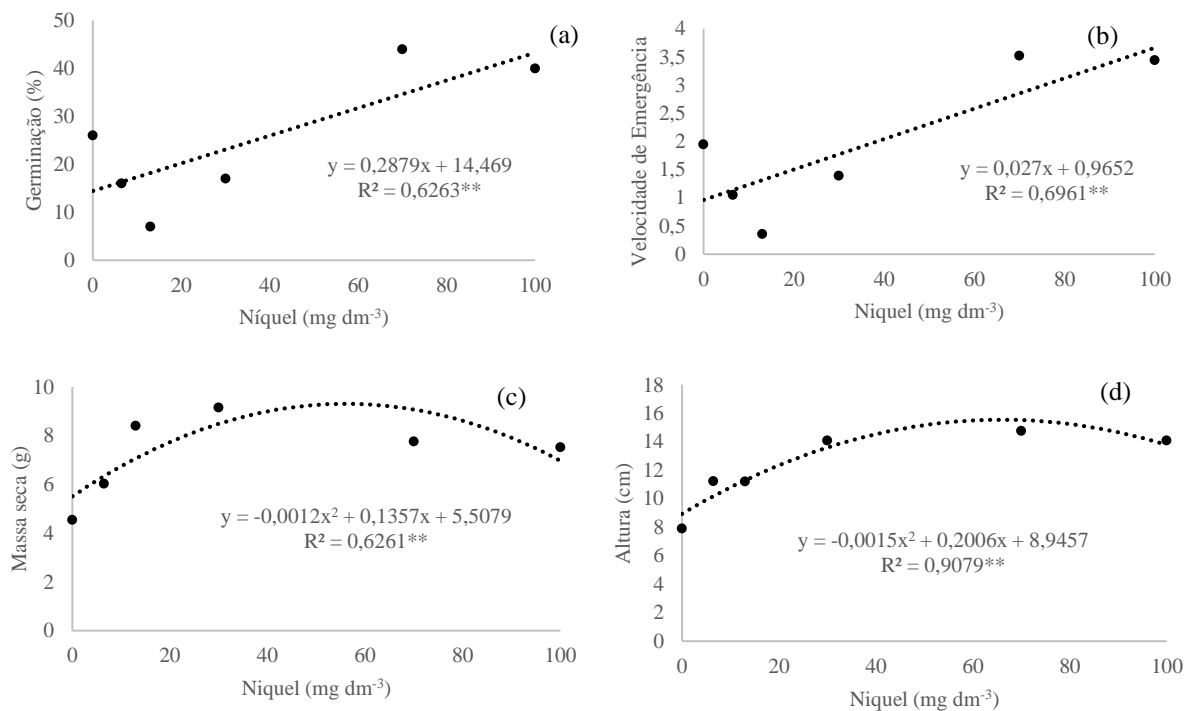 (a)
50
40
30
20
10
0
Germinação (%)
y = 0,2879x + 14,469
R² = 0,6263**
0 20 40 60 80 100
Níquel (mg dm-3)
(b)
4
3,5
3
2,5
2
1,5
1
0,5
0
Velocidade de Emergência
y = 0,027x + 0,9652
R² = 0,6961**
0 20 40 60 80 100
Niquel (mg dm-3)
(c)
10
8
6
4
2
0
Massa seca (g)
y = -0,0012x² + 0,1357x + 5,5079
R² = 0,6261**
0 20 40 60 80 100
Niquel (mg dm-3)
(d)
18
16
14
12
10
8
6
4
2
0
Altura (cm)
y = -0,0015x² + 0,2006x + 8,9457
R² = 0,9079**
0 20 40 60 80 100
Niquel (mg dm-3)